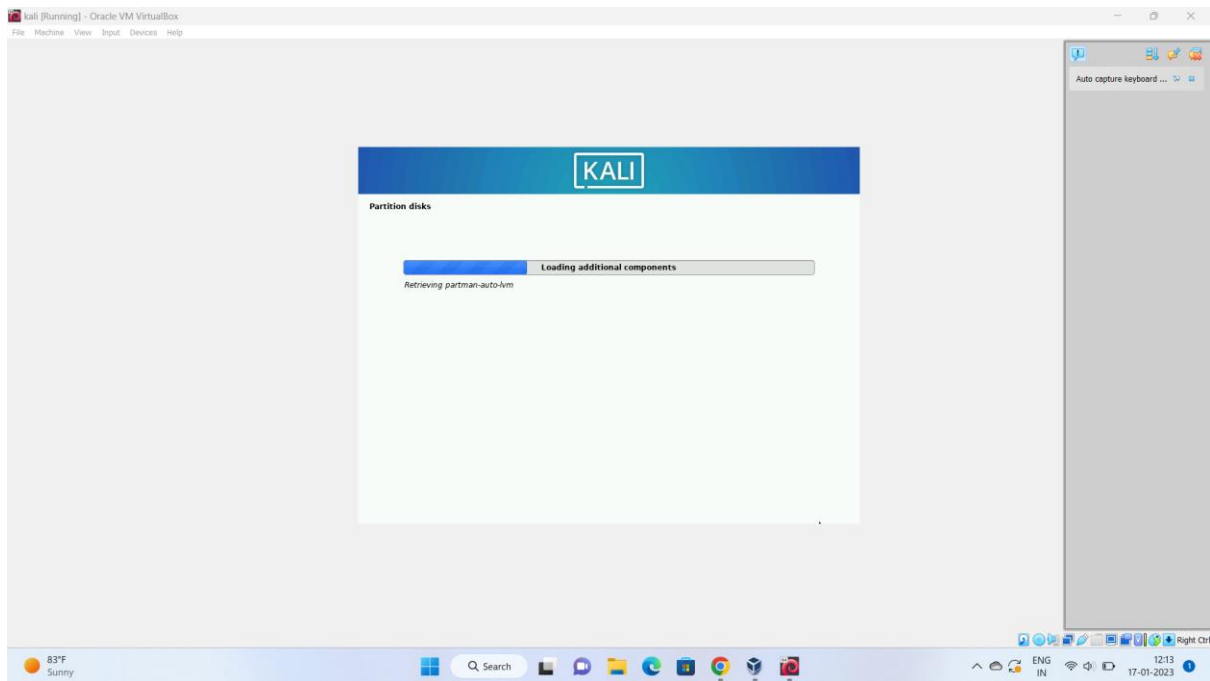 kali [Running] - Oracle VM VirtualBox
File Machine View Input Devices Help
Auto capture keyboard ...
KALI
Partition disks
Loading additional components
Retrieving partman-auto-lvm
Right Ctrl
83°F
Sunny
Search
ENG
IN
12:13
17-01-2023
1